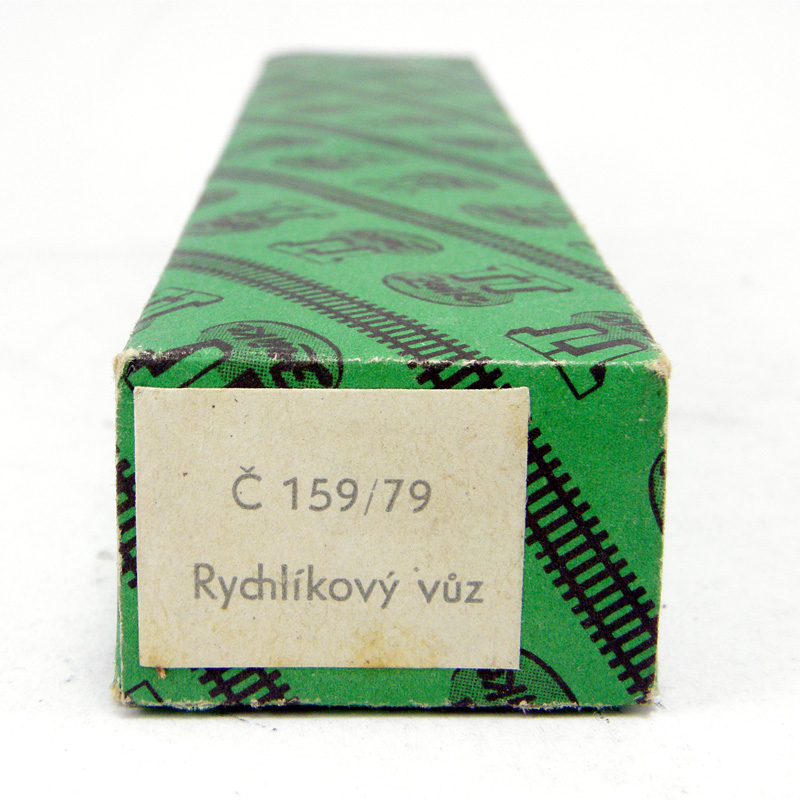 Č 159/79
Rychlíkový vůz